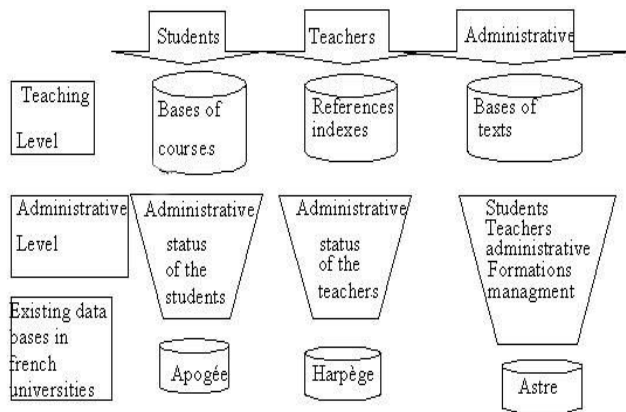 Students
Teachers
Administrative
Teaching
Level
Bases of
courses
References
indexes
Bases of
texts
Administrative
Level
Administrative
status
of the
students
Administrative
status
of the
teachers
Students
Teachers
administrative
Formations
managment
Existing data
bases in
french
universities
Apogée
Harpège
Astre